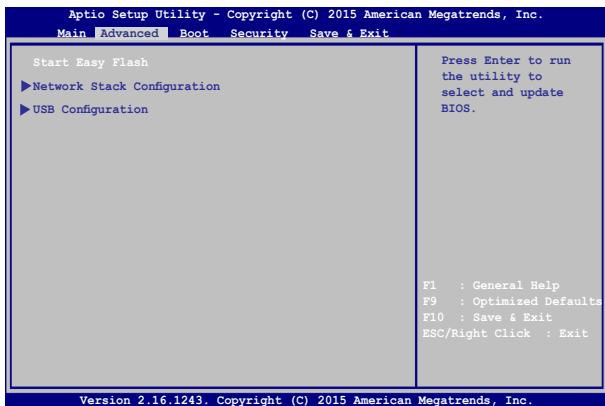 Aptio Setup Utility - Copyright (C) 2015 American Megatrends, Inc.
Main Advanced Boot Security Save & Exit
Start Easy Flash
Network Stack Configuration
USB Configuration
Press Enter to run
the utility to
select and update
BIOS.
F1 : General Help
F9 : Optimized Defaults
F10 : Save & Exit
ESC/Right Click : Exit
Version 2.16.1243. Copyright (C) 2015 American Megatrends, Inc.